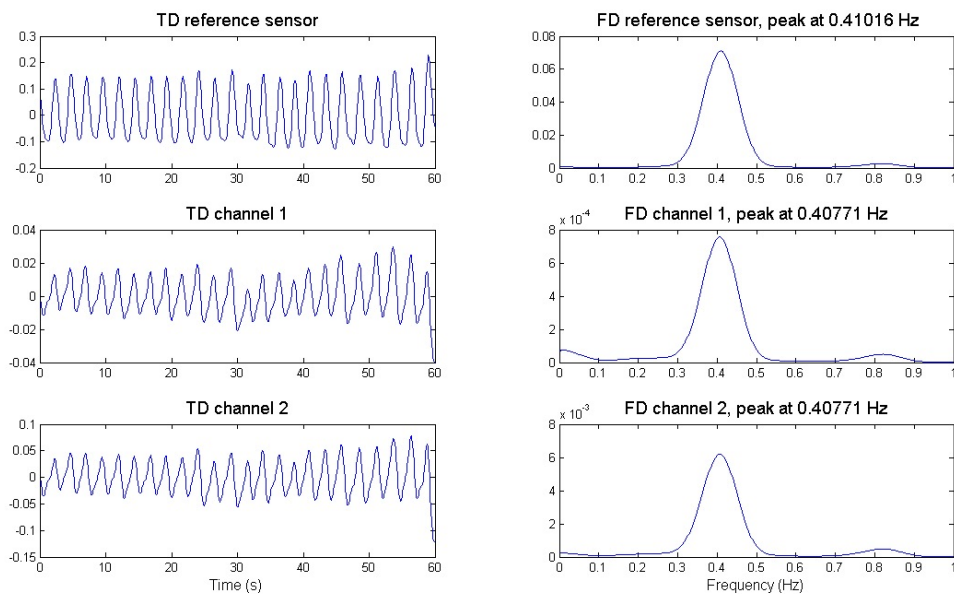 TD reference sensor
0.3
0.2
0.1
0
-0.1
-0.2
0 10 20 30 40 50 60
FD reference sensor, peak at 0.41016 Hz
0.08
0.06
0.04
0.02
0
0 0.1 0.2 0.3 0.4 0.5 0.6 0.7 0.8 0.9 1
TD channel 1
0.04
0.02
0
-0.02
-0.04
0 10 20 30 40 50 60
FD channel 1, peak at 0.40771 Hz
x 10-4
8
6
4
2
0
0 0.1 0.2 0.3 0.4 0.5 0.6 0.7 0.8 0.9 1
TD channel 2
0.1
0.05
0
-0.05
-0.1
-0.15
0 10 20 30 40 50 60
Time (s)
FD channel 2, peak at 0.40771 Hz
x 10-3
8
6
4
2
0
0 0.1 0.2 0.3 0.4 0.5 0.6 0.7 0.8 0.9 1
Frequency (Hz)